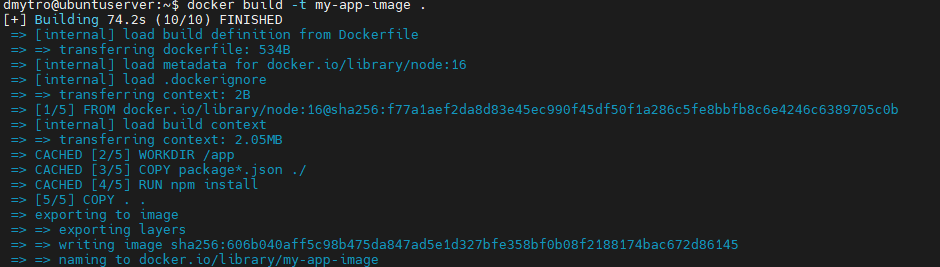 dmytro@ubuntuserver:~$ docker build -t my-app-image .
[+] Building 74.2s (10/10) FINISHED
=> [internal] load build definition from Dockerfile
=> => transferring dockerfile: 534B
=> [internal] load metadata for docker.io/library/node:16
=> [internal] load .dockerignore
=> => transferring context: 2B
=> [1/5] FROM docker.io/library/node:16@sha256:f77a1aef2da8d83e45ec990f45df50f1a286c5fe8bbfb8c6e4246c6389705c0b
=> [internal] load build context
=> => transferring context: 2.05MB
=> CACHED [2/5] WORKDIR /app
=> CACHED [3/5] COPY package*.json ./
=> CACHED [4/5] RUN npm install
=> [5/5] COPY . .
=> exporting to image
=> => exporting layers
=> => writing image sha256:606b040aff5c98b475da847ad5e1d327bfe358bf0b08f2188174bac672d86145
=> => naming to docker.io/library/my-app-image